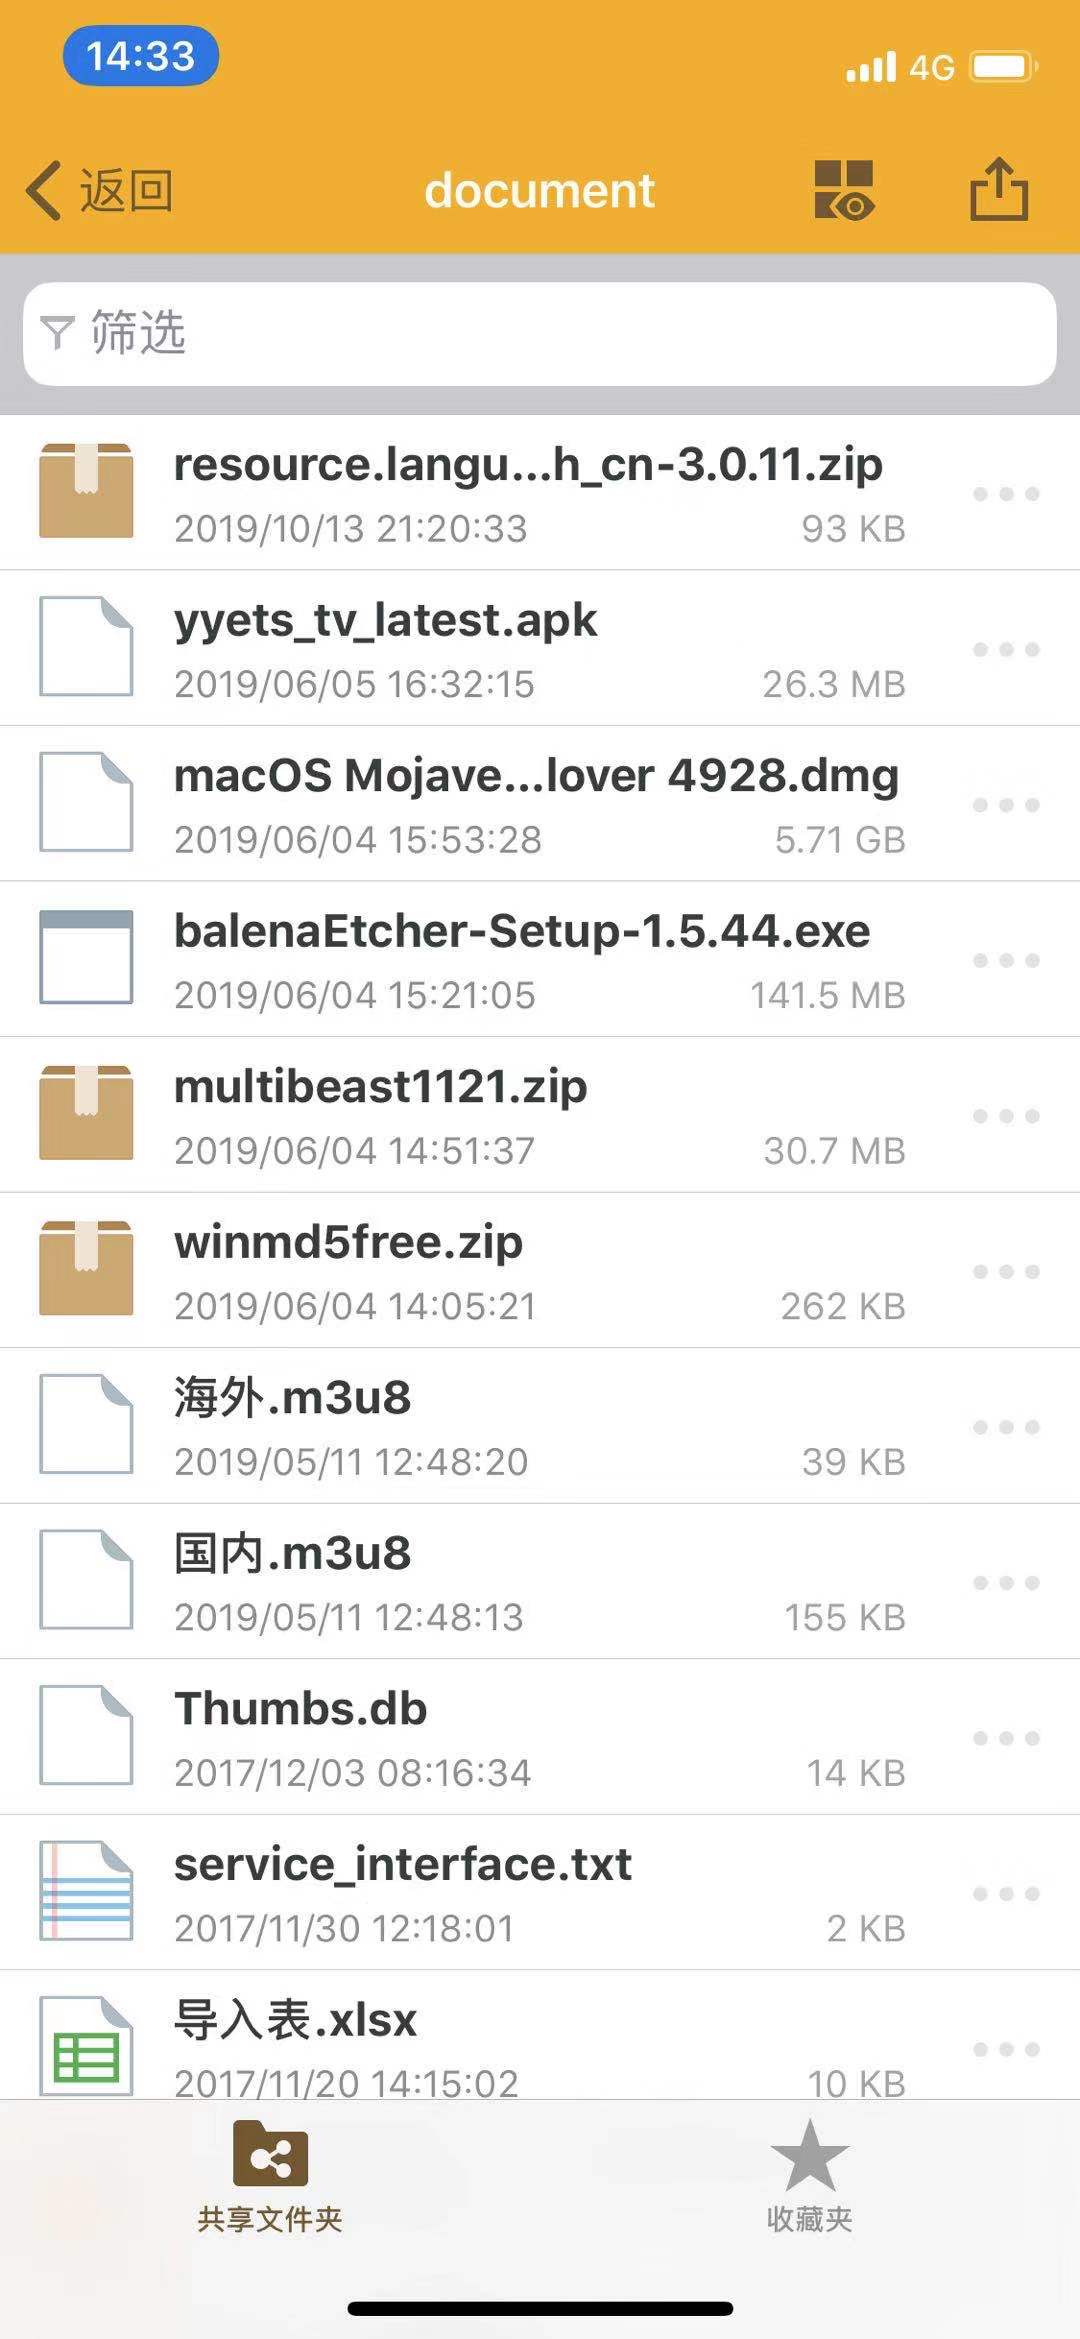 14:33
4G
返回
document
筛选
resource.langu...h_cn-3.0.11.zip
2019/10/13 21:20:33
93 KB
yyets_tv_latest.apk
2019/06/05 16:32:15
26.3 MB
macOS Mojave...lover 4928.dmg
2019/06/04 15:53:28
5.71 GB
balenaEtcher-Setup-1.5.44.exe
2019/06/04 15:21:05
141.5 MB
multibeast1121.zip
2019/06/04 14:51:37
30.7 MB
winmd5free.zip
2019/06/04 14:05:21
262 KB
海外.m3u8
2019/05/11 12:48:20
39 KB
国内.m3u8
2019/05/11 12:48:13
155 KB
Thumbs.db
2017/12/03 08:16:34
14 KB
service_interface.txt
2017/11/30 12:18:01
2 KB
导入表.xlsx
2017/11/20 14:15:02
10 KB
共享文件夹
收藏夹